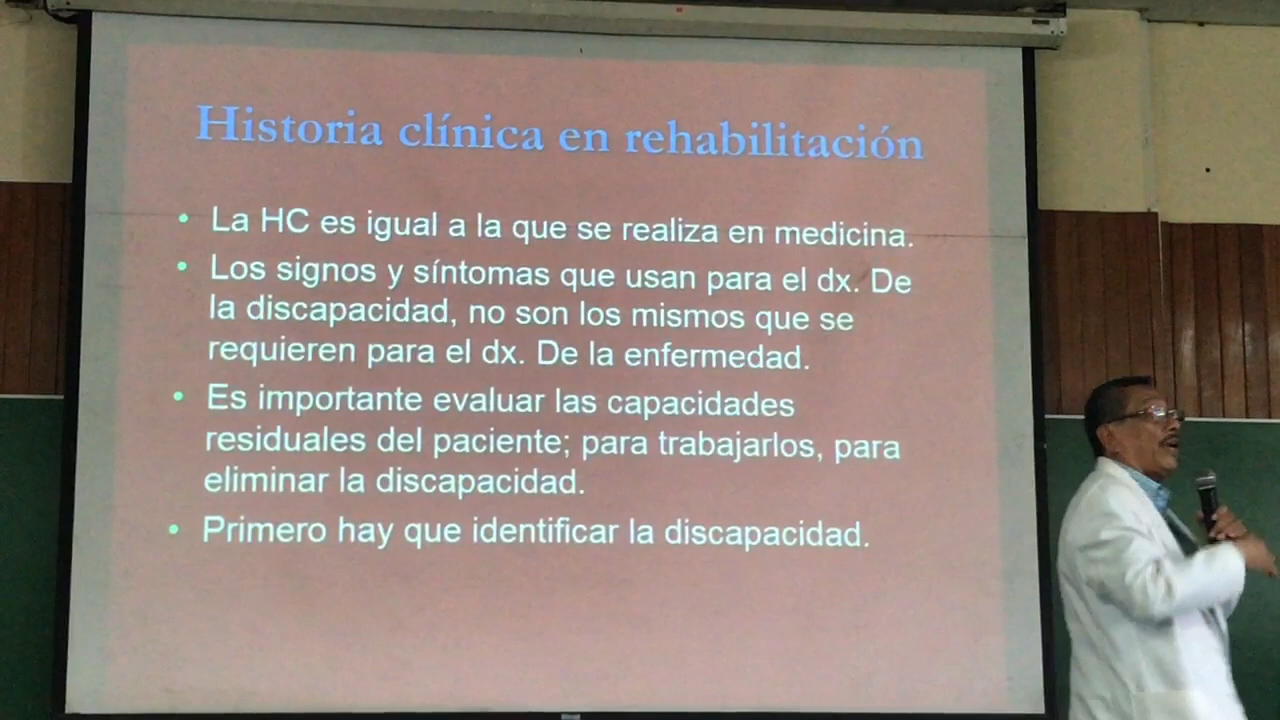 Historia clínica en rehabilitación
• La HC es igual a la que se realiza en medicina.
• Los signos y síntomas que usan para el dx. De
la discapacidad, no son los mismos que se
requieren para el dx. De la enfermedad.
• Es importante evaluar las capacidades
residuales del paciente; para trabajarlos, para
eliminar la discapacidad.
• Primero hay que identificar la discapacidad.